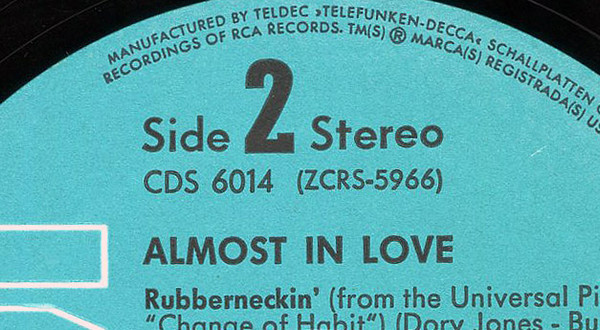 MANUFACTURED BY TELDEC »TELEFUNKEN-DECCA« SCHALLPLATTEN
RECORDINGS OF RCA RECORDS. TM(S) ® MARCA(S) REGISTRADA(S)
Side 2 Stereo
CDS 6014 (ZCRS-5966)
ALMOST IN LOVE
Rubberneckin' (from the Universal
“Change of Habit“) (Dory Jones -